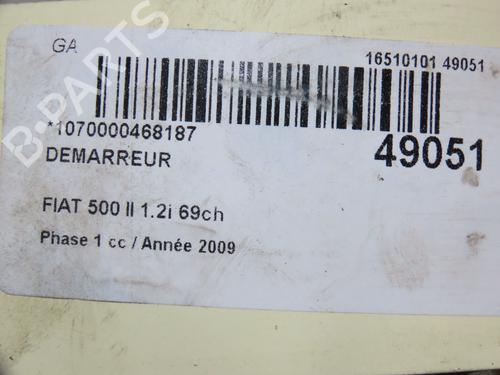 GA
16510101 49051
*1070000468187
49051
DEMARREUR
FIAT 500 II 1.2i 69ch
Phase 1 cc / Année 2009
B-PARTS